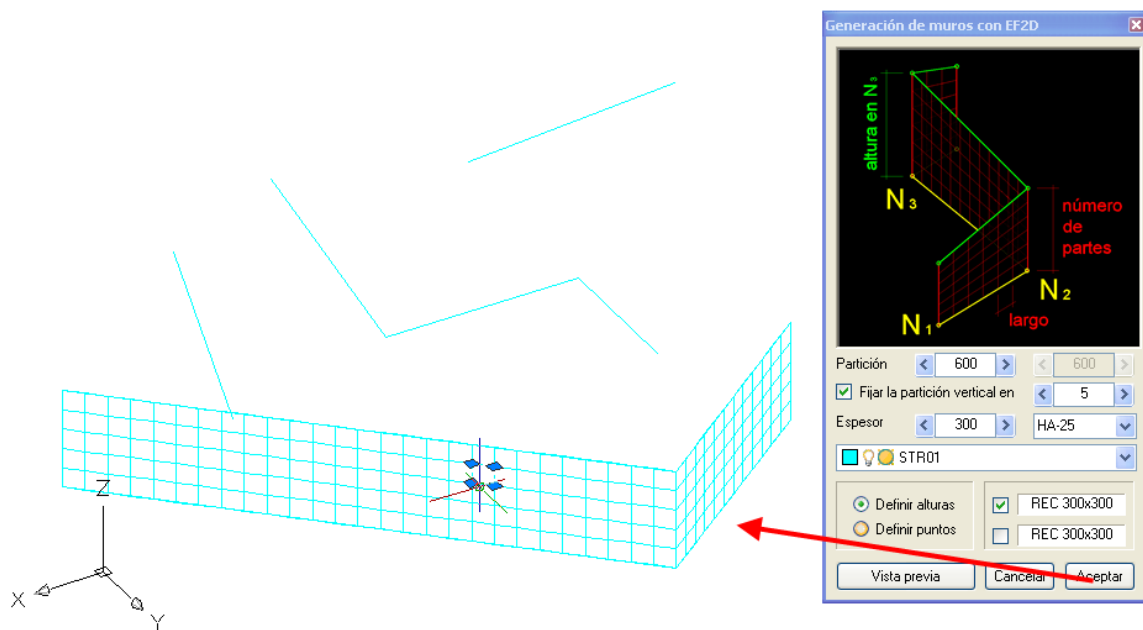 Generación de muros con EF2D
altura en N3
N3
número
de
partes
N2
N1
largo
Partición 600 600
Fijar la partición vertical en 5
Espesor 300 HA-25
STR01
Definir alturas REC 300x300
Definir puntos REC 300x300
Vista previa Cancelar Aceptar
Z
X
Y